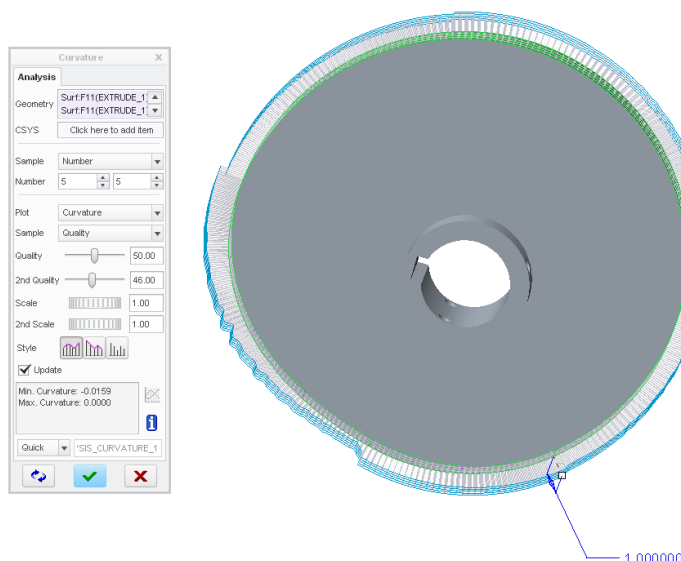 Curvature
Analysis
Geometry
Surf:F11(EXTRUDE_1)
Surf:F11(EXTRUDE_1)
CSYS Click here to add item
Sample Number
Number 5 5
Plot Curvature
Sample Quality
Quality 50.00
2nd Quality 46.00
Scale 1.00
2nd Scale 1.00
Style
Update
Min. Curvature: -0.0159
Max. Curvature: 0.0000
Quick SIS_CURVATURE_1
1.000000